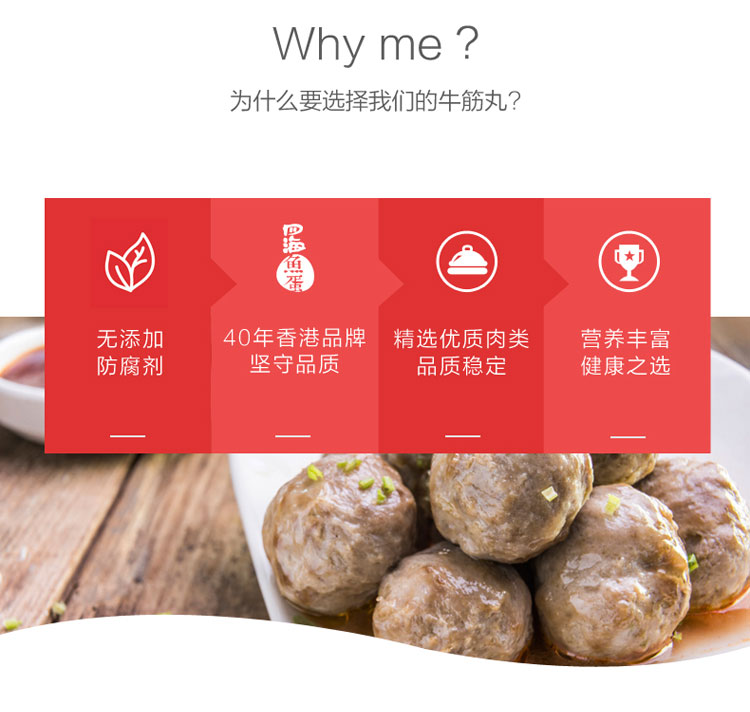 Why me ?
为什么要选择我们的牛筋丸?
四海
魚蛋
无添加
防腐剂
40年香港品牌
坚守品质
精选优质肉类
品质稳定
营养丰富
健康之选